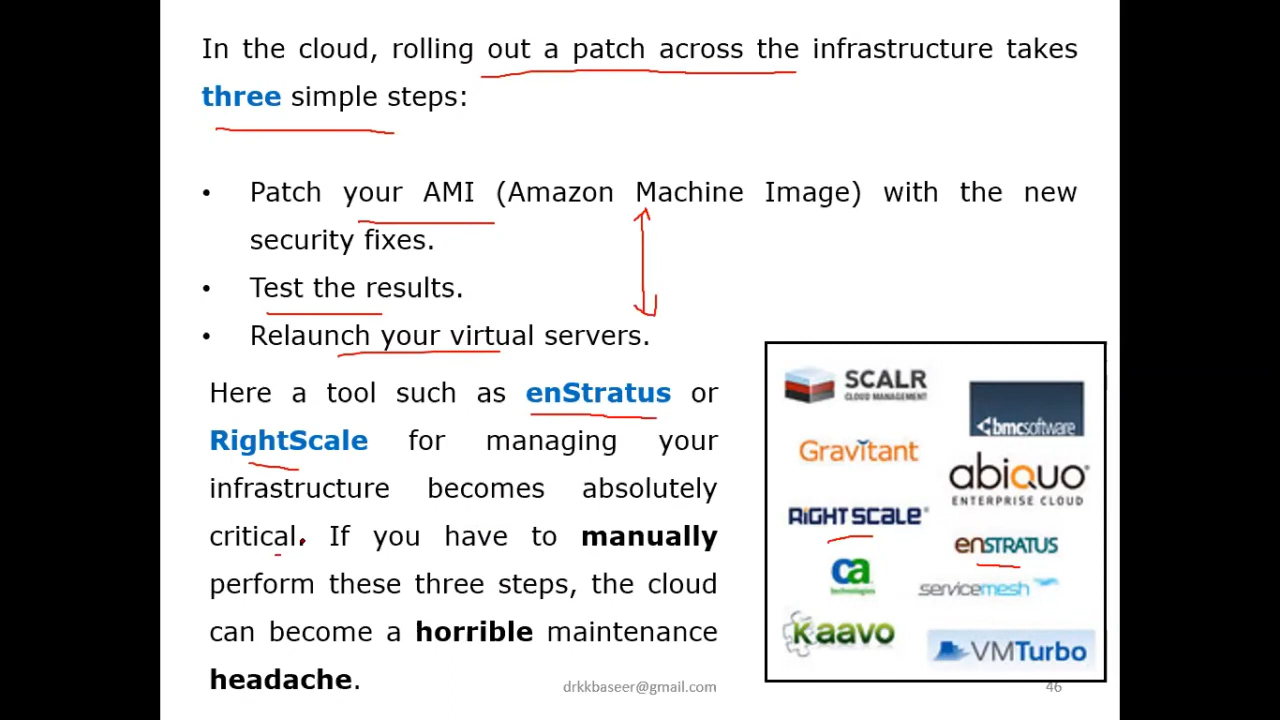 In the cloud, rolling out a patch across the infrastructure takes
three simple steps:
• Patch your AMI (Amazon Machine Image) with the new
security fixes.
• Test the results.
• Relaunch your virtual servers.
Here a tool such as enStratus or
RightScale for managing your
infrastructure becomes absolutely
critical. If you have to manually
perform these three steps, the cloud
can become a horrible maintenance
headache.
SCALR
CLOUD MANAGEMENT
bmcsoftware
Gravitant
abiquo
ENTERPRISE CLOUD
RIGHTSCALE®
enSTRATUS
ca
technologies
servicemesh
Kaavo
VMTurbo
drkkbaseer@gmail.com
46